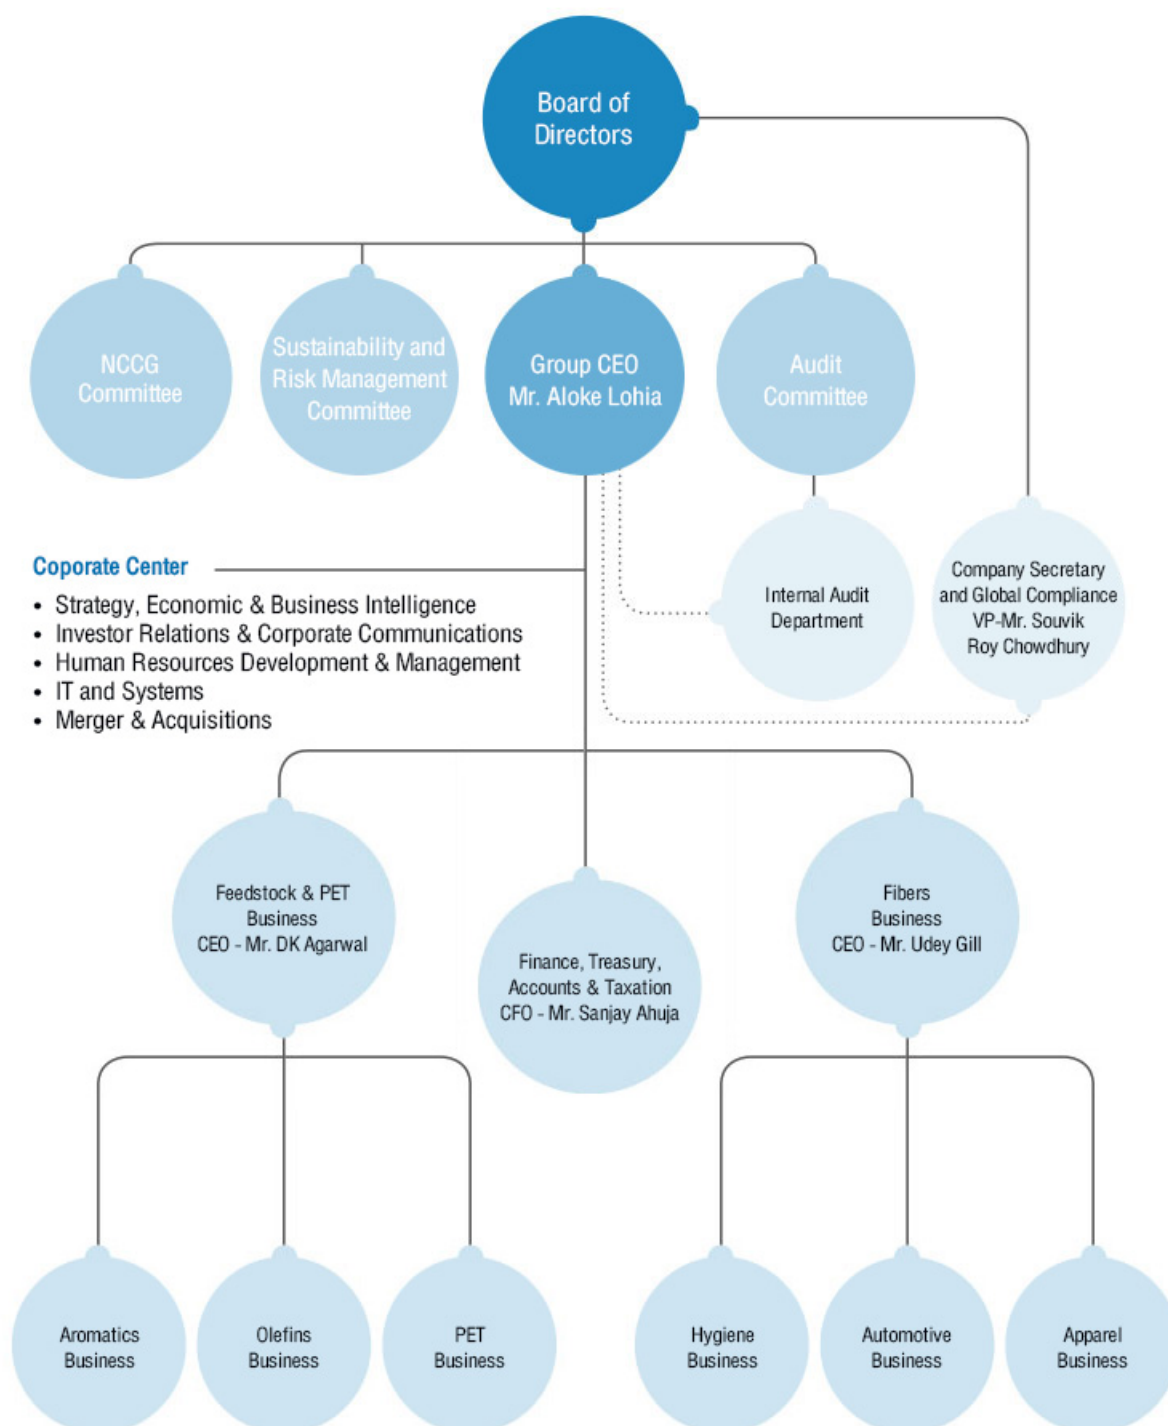 Board of
Directors
NCCG
Committee
Sustainability and
Risk Management
Committee
Group CEO
Mr. Aloke Lohia
Audit
Committee
Coporate Center
• Strategy, Economic & Business Intelligence
• Investor Relations & Corporate Communications
• Human Resources Development & Management
• IT and Systems
• Merger & Acquisitions
Internal Audit
Department
Company Secretary
and Global Compliance
VP-Mr. Souvik
Roy Chowdhury
Feedstock & PET
Business
CEO - Mr. DK Agarwal
Finance, Treasury,
Accounts & Taxation
CFO - Mr. Sanjay Ahuja
Fibers
Business
CEO - Mr. Udey Gill
Aromatics
Business
Olefins
Business
PET
Business
Hygiene
Business
Automotive
Business
Apparel
Business